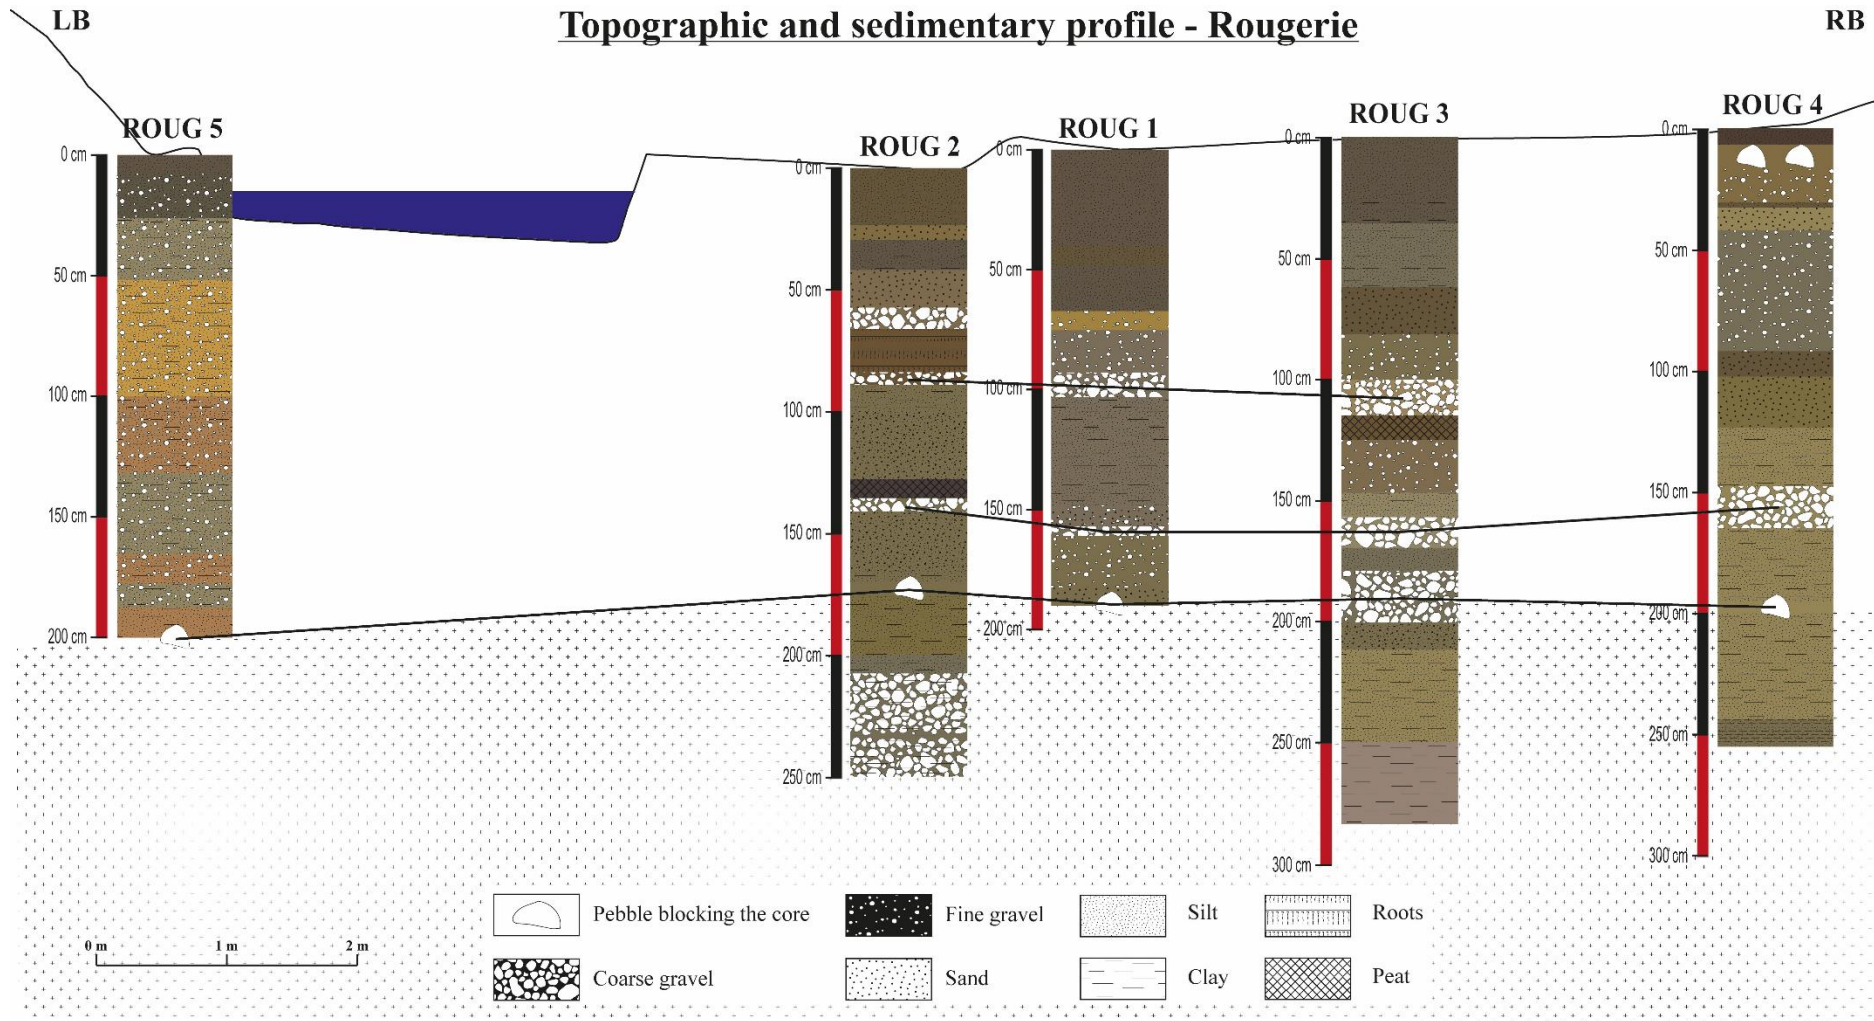 LB
Topographic and sedimentary profile - Rougerie
RB
ROUG 5
ROUG 2
ROUG 1
ROUG 3
ROUG 4
0 cm
50 cm
100 cm
150 cm
200 cm
0 cm
50 cm
100 cm
150 cm
200 cm
250 cm
0 cm
50 cm
100 cm
150 cm
200 cm
0 cm
50 cm
100 cm
150 cm
200 cm
250 cm
300 cm
0 cm
50 cm
100 cm
150 cm
200 cm
250 cm
300 cm
Pebble blocking the core
Fine gravel
Silt
Roots
Coarse gravel
Sand
Clay
Peat
0 m
1 m
2 m